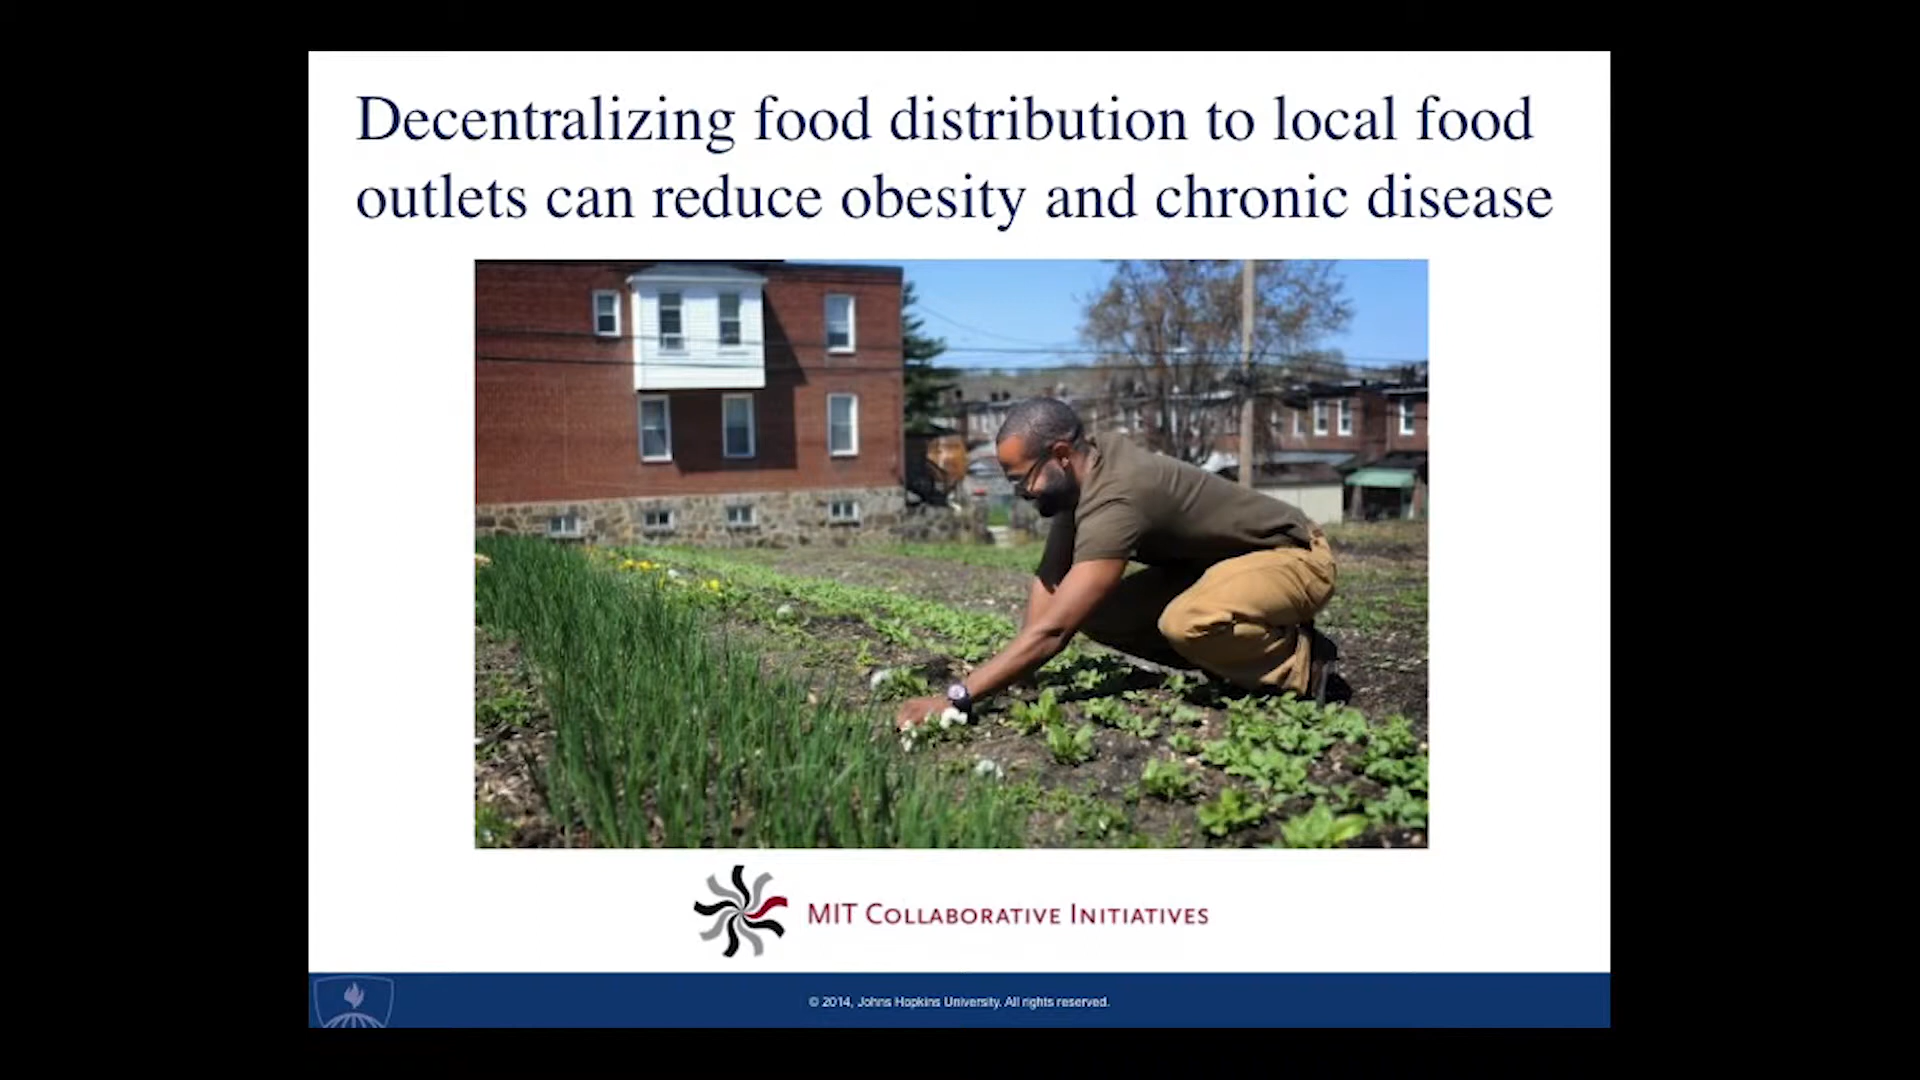 Decentralizing food distribution to local food
outlets can reduce obesity and chronic disease
MIT Collaborative Initiatives
© 2014, Johns Hopkins University. All rights reserved.